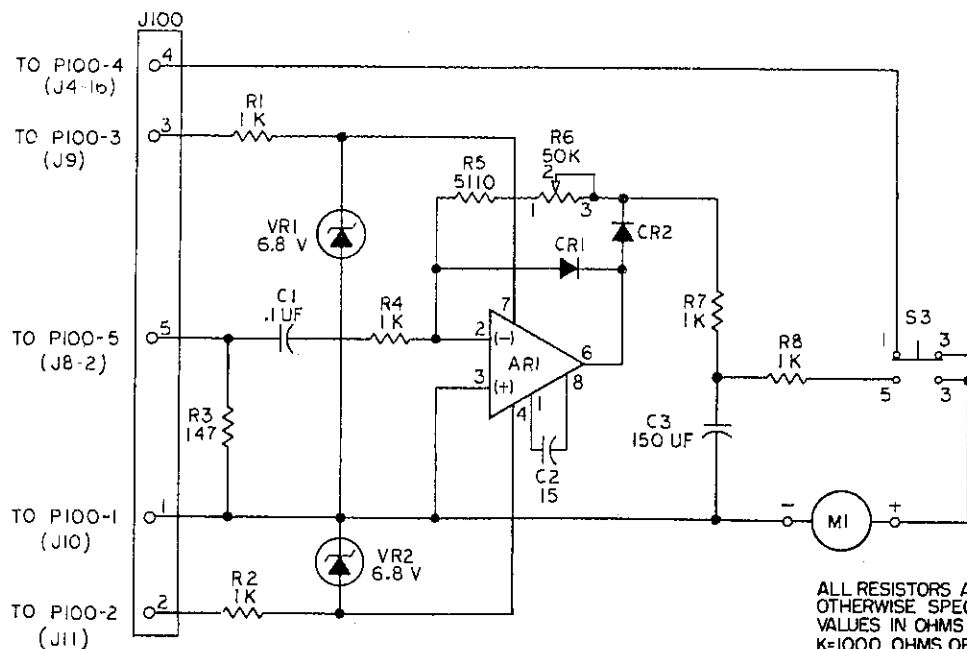 J100
4
TO P100-4
(J4-16)
3
TO P100-3
(J9)
R1
1 K
VR1
6.8 V
R5
5110
R6
50K
2
1
3
CR2
CR1
5
TO P100-5
(J8-2)
C1
.1UF
R4
1K
7
2
(-)
AR1
6
3
(+)
4
1
8
C2
15
R3
147
R7
1K
R8
1K
C3
150 UF
S3
1
3
5
3
1
TO P100-1
(J10)
-
M1
+
VR2
6.8 V
R2
1K
2
TO P100-2
(J11)
ALL RESISTORS
OTHERWISE
VALUES IN OHMS
K=1000 OHMS